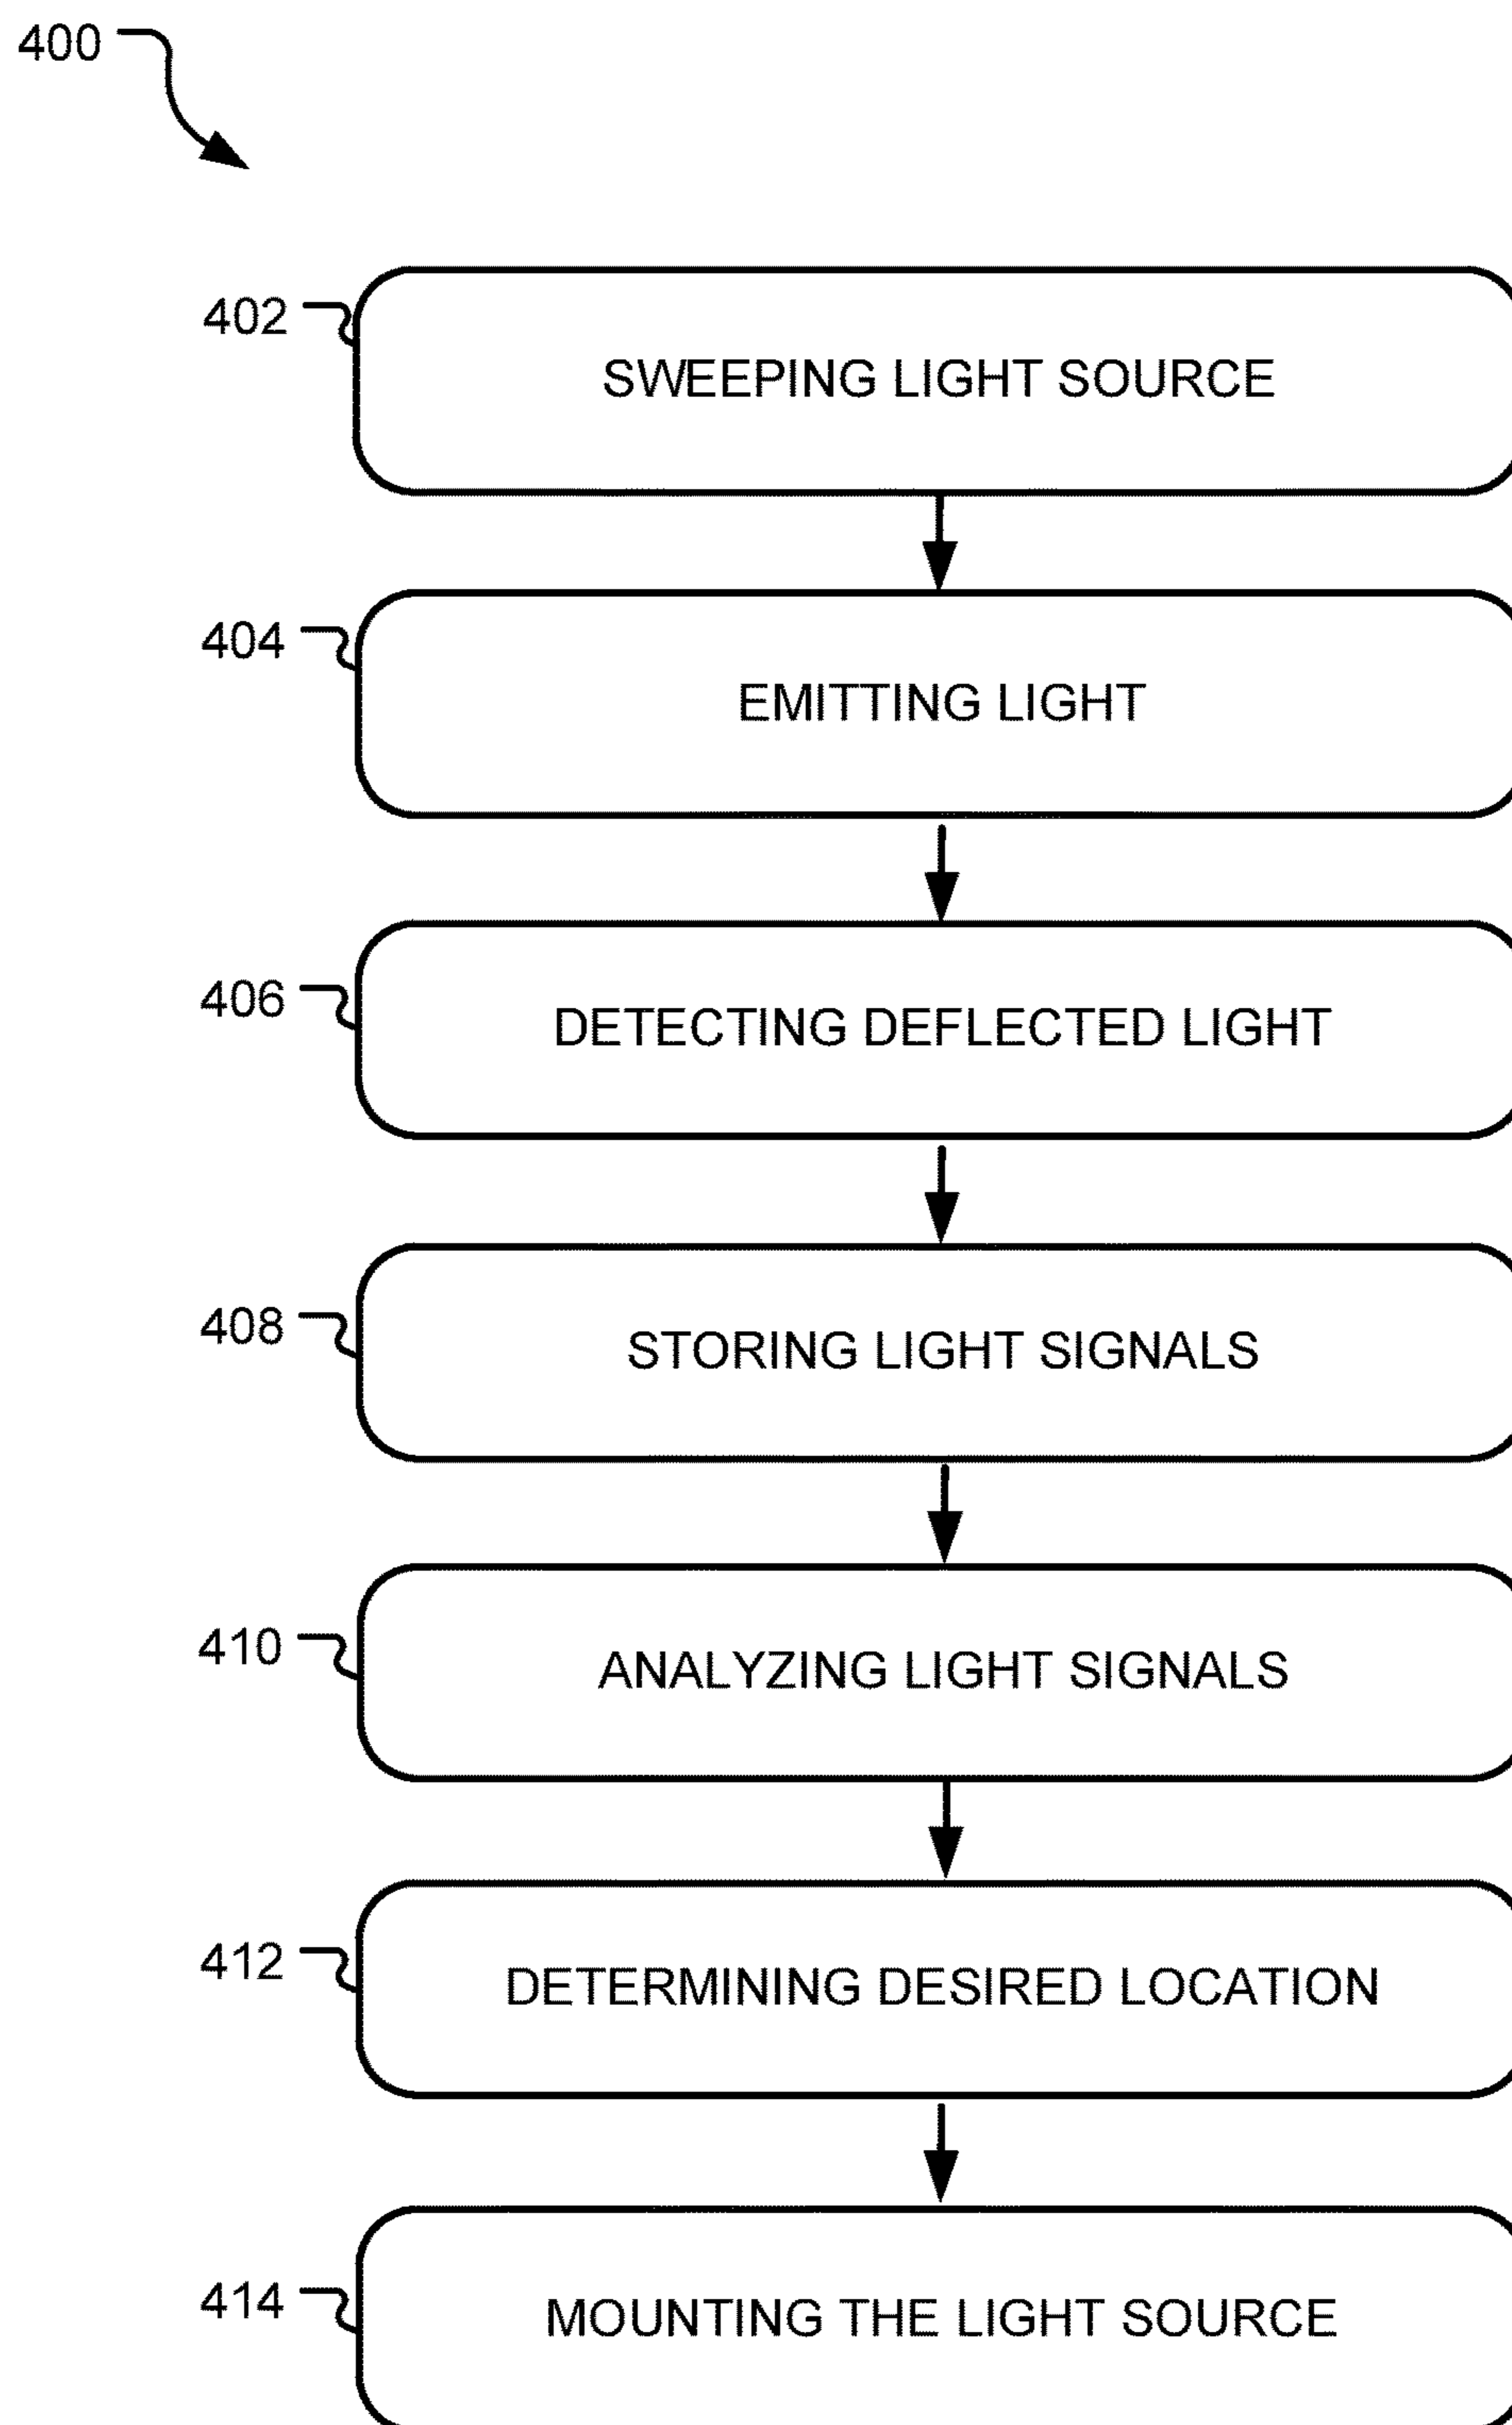 400
402
SWEEPING LIGHT SOURCE
404
EMITTING LIGHT
406
DETECTING DEFLECTED LIGHT
408
STORING LIGHT SIGNALS
410
ANALYZING LIGHT SIGNALS
412
DETERMINING DESIRED LOCATION
414
MOUNTING THE LIGHT SOURCE